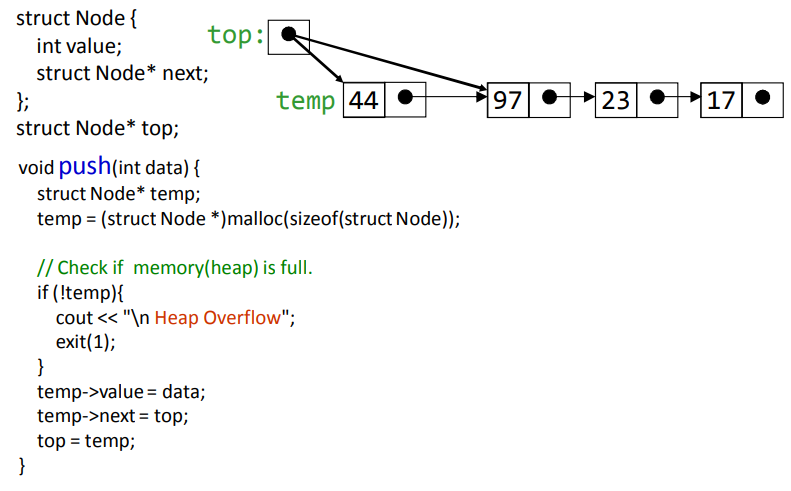 struct Node {
int value;
struct Node* next;
};
struct Node* top;
top:
temp 44 97 23 17
void push(int data) {
struct Node* temp;
temp = (struct Node *)malloc(sizeof(struct Node));
// Check if memory(heap) is full.
if (!temp){
cout << "\n Heap Overflow";
exit(1);
}
temp->value = data;
temp->next = top;
top = temp;
}